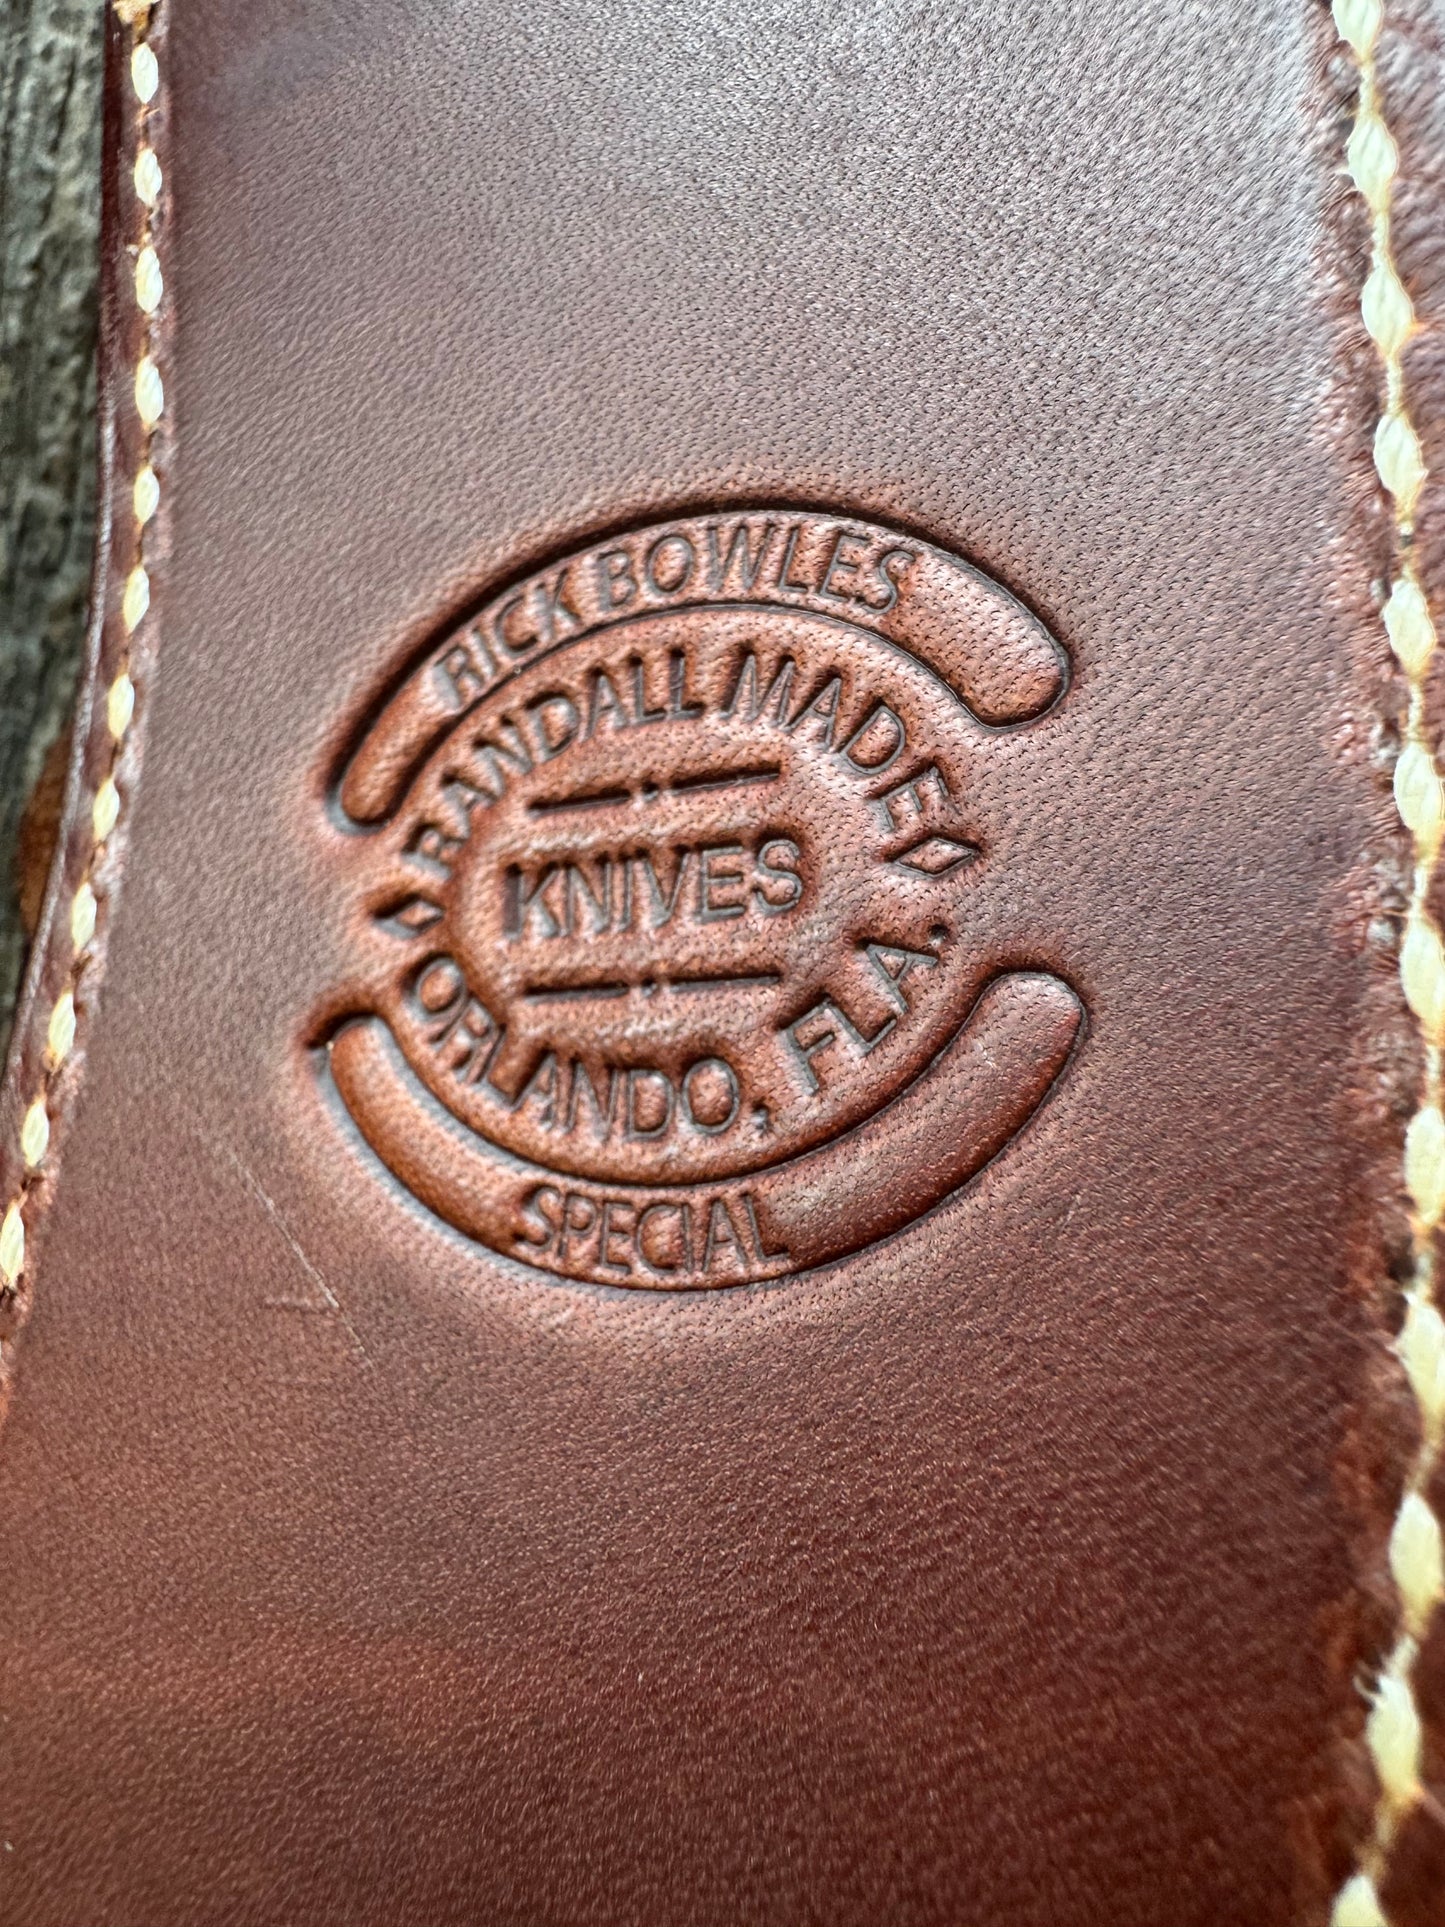 RICK BOWLES
RANDALL MADE
KNIVES
ORLANDO, FLA.
SPECIAL